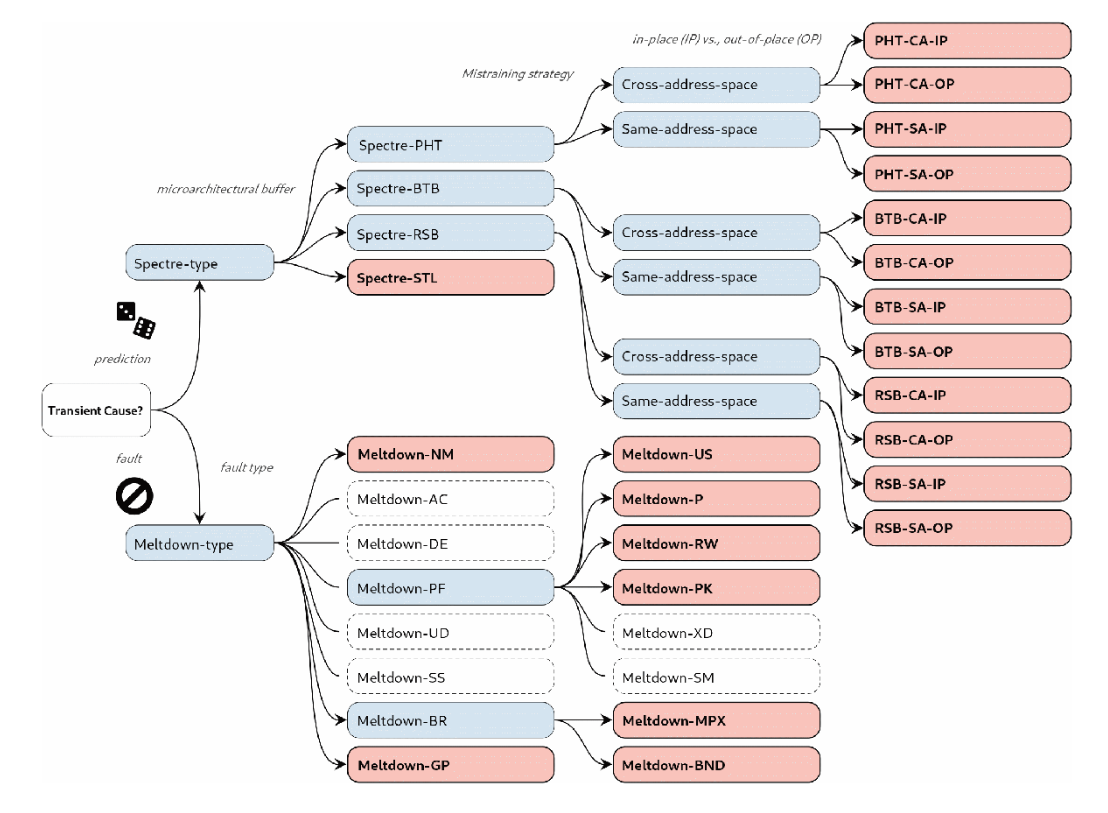 in-place (IP) vs., out-of-place (OP)
PHT-CA-IP
Mistraining strategy
Cross-address-space
PHT-CA-OP
Same-address-space
PHT-SA-IP
Spectre-PHT
PHT-SA-OP
microarchitectural buffer
Spectre-BTB
BTB-CA-IP
Spectre-RSB
Cross-address-space
BTB-CA-OP
Spectre-type
Spectre-STL
Same-address-space
BTB-SA-IP
BTB-SA-OP
prediction
Cross-address-space
RSB-CA-IP
Transient Cause?
Same-address-space
RSB-CA-OP
fault
fault type
Meltdown-NM
Meltdown-US
RSB-SA-IP
Meltdown-AC
Meltdown-P
RSB-SA-OP
Meltdown-type
Meltdown-DE
Meltdown-RW
Meltdown-PF
Meltdown-PK
Meltdown-UD
Meltdown-XD
Meltdown-SS
Meltdown-SM
Meltdown-BR
Meltdown-MPX
Meltdown-GP
Meltdown-BND